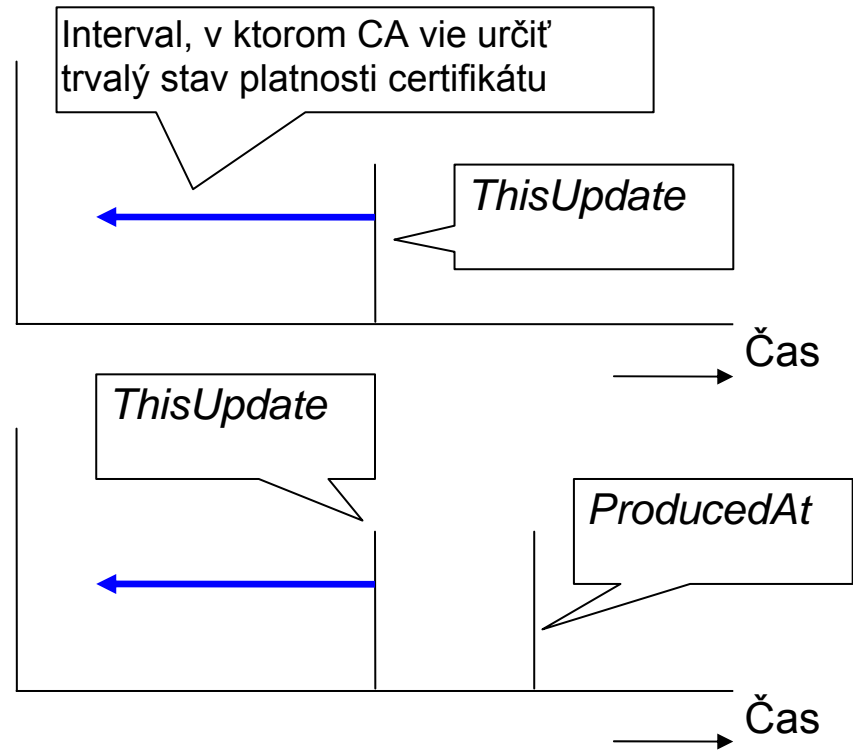 Interval, v ktorom CA vie určiť
trvalý stav platnosti certifikátu
ThisUpdate
Čas
ThisUpdate
ProducedAt
Čas